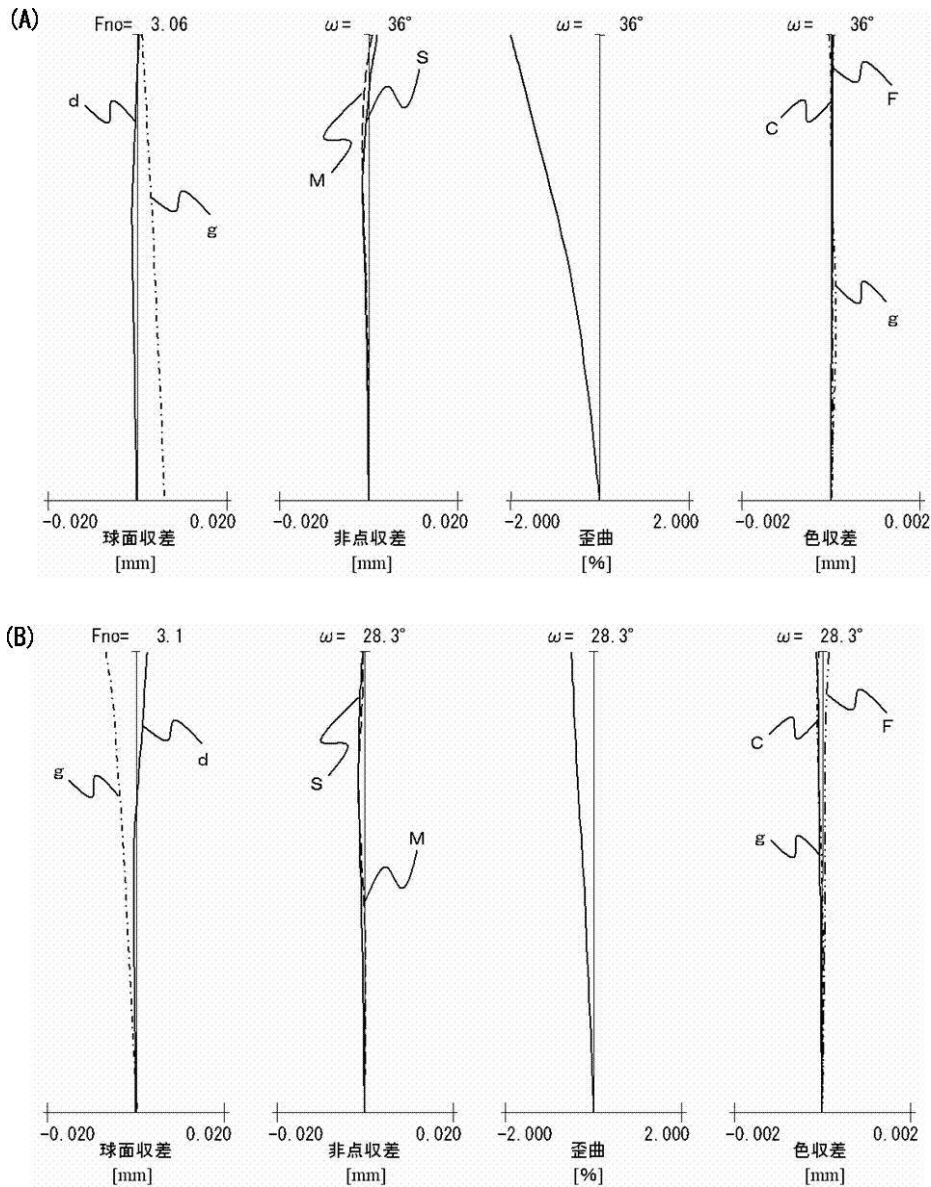 (A)
Fno= 3.06
ω= 36°
ω= 36°
ω= 36°
d
g
M
S
C
F
g
-0.020 0.020
球面収差
[mm]
-0.020 0.020
非点収差
[mm]
-2.000 2.000
歪曲
[%]
-0.002 0.002
色収差
[mm]
(B)
Fno= 3.1
ω= 28.3°
ω= 28.3°
ω= 28.3°
g
d
S
M
C
F
g
-0.020 0.020
球面収差
[mm]
-0.020 0.020
非点収差
[mm]
-2.000 2.000
歪曲
[%]
-0.002 0.002
色収差
[mm]